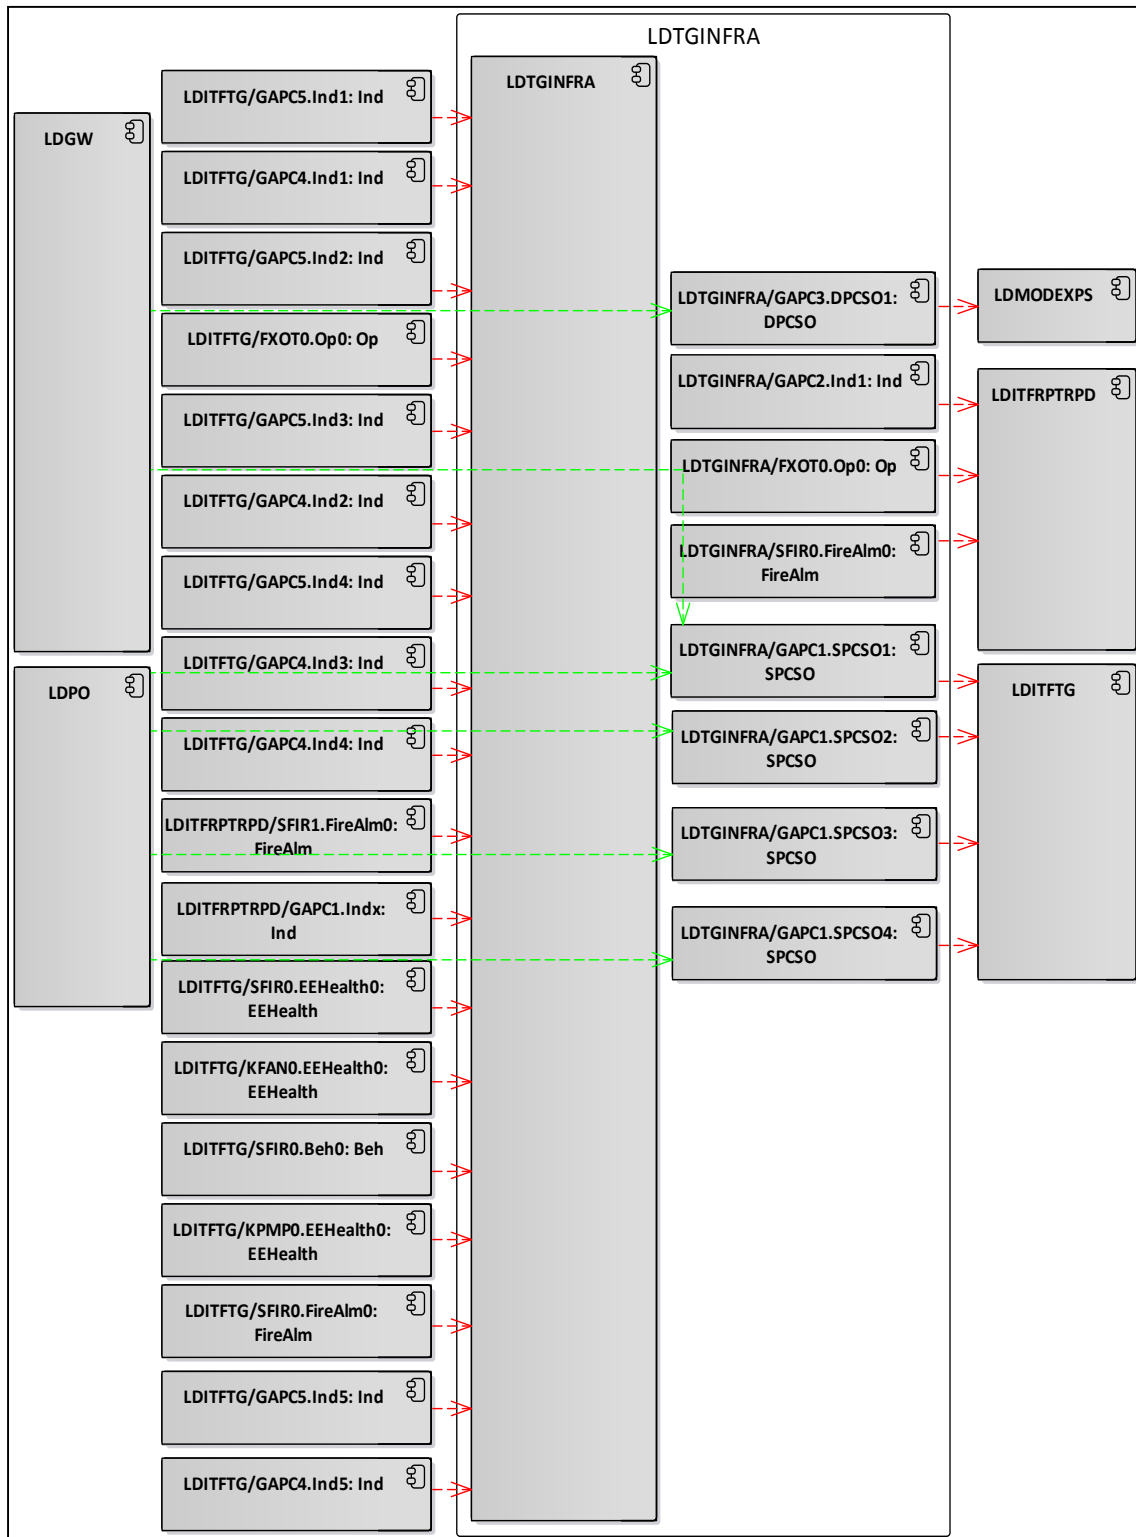 LDTGINFRA
LDGW
LDPO
LDITFTG/GAPC5.Ind1: Ind
LDITFTG/GAPC4.Ind1: Ind
LDITFTG/GAPC5.Ind2: Ind
LDITFTG/FXOT0.Op0: Op
LDITFTG/GAPC5.Ind3: Ind
LDITFTG/GAPC4.Ind2: Ind
LDITFTG/GAPC5.Ind4: Ind
LDITFTG/GAPC4.Ind3: Ind
LDITFTG/GAPC4.Ind4: Ind
LDITFRPTRPD/SFIR1.FireAlm0:
FireAlm
LDITFRPTRPD/GAPC1.Indx:
Ind
LDITFTG/SFIR0.EEHealth0:
EEHealth
LDITFTG/KFAN0.EEHealth0:
EEHealth
LDITFTG/SFIR0.Beh0: Beh
LDITFTG/KPMP0.EEHealth0:
EEHealth
LDITFTG/SFIR0.FireAlm0:
FireAlm
LDITFTG/GAPC5.Ind5: Ind
LDITFTG/GAPC4.Ind5: Ind
LDTGINFRA
LDTGINFRA/GAPC3.DPCSO1:
DPCSO
LDTGINFRA/GAPC2.Ind1: Ind
LDTGINFRA/FXOT0.Op0: Op
LDTGINFRA/SFIR0.FireAlm0:
FireAlm
LDTGINFRA/GAPC1.SPCSO1:
SPCSO
LDTGINFRA/GAPC1.SPCSO2:
SPCSO
LDTGINFRA/GAPC1.SPCSO3:
SPCSO
LDTGINFRA/GAPC1.SPCSO4:
SPCSO
LDMODEXPS
LDITFRPTRPD
LDITFTG